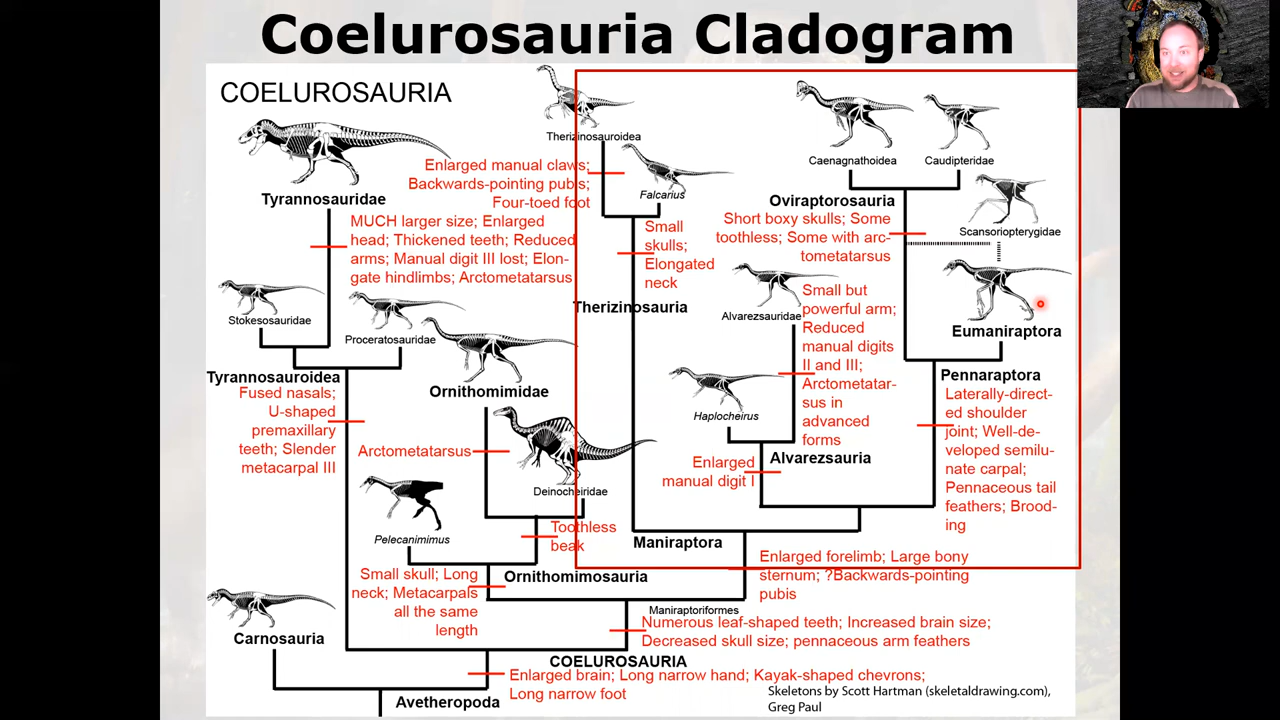 Coelurosauria Cladogram
COELUROSAURIA
Therizinosauroidea
Caenagnathoidea
Caudipteridae
Enlarged manual claws;
Backwards-pointing pubis;
Four-toed foot
Falcarius
Tyrannosauridae
Oviraptorosauria
MUCH larger size; Enlarged
head; Thickened teeth; Reduced
arms; Manual digit III lost; Elon-
gate hindlimbs; Arctometatarsus
Small
skulls;
Elongated
neck
Short boxy skulls; Some
toothless; Some with arc-
tometatarsus
Scansoriopterygidae
Stokesosauridae
Proceratosauridae
Therizinosauria
Alvarezsauridae
Small but
powerful arm;
Reduced
manual digits
II and III;
Arctometatar-
sus in
advanced
forms
Eumaniraptora
Tyrannosauroidea
Fused nasals;
U-shaped
premaxillary
teeth; Slender
metacarpal III
Ornithomimidae
Haplocheirus
Pennaraptora
Laterally-direct-
ed shoulder
joint; Well-de-
veloped semilu-
nate carpal;
Pennaceous tail
feathers; Brood-
ing
Arctometatarsus
Alvarezsauria
Enlarged
manual digit I
Deinocheiridae
Pelecanimimus
Toothless
beak
Maniraptora
Enlarged forelimb; Large bony
sternum; ?Backwards-pointing
pubis
Small skull; Long
neck; Metacarpals
all the same
length
Ornithomimosauria
Maniraptoriformes
Numerous leaf-shaped teeth; Increased brain size;
Decreased skull size; pennaceous arm feathers
Carnosauria
COELUROSAURIA
Enlarged brain; Long narrow hand; Kayak-shaped chevrons;
Long narrow foot
Avetheropoda
Skeletons by Scott Hartman (skeletaldrawing.com),
Greg Paul